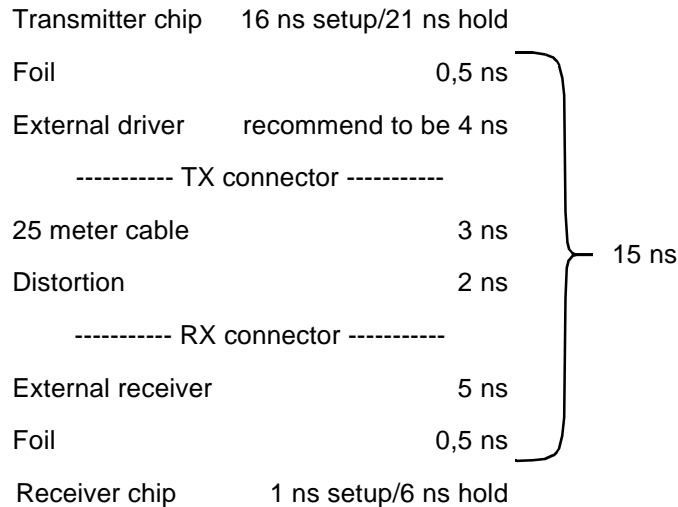 Transmitter chip 16 ns setup/21 ns hold
Foil 0,5 ns
External driver recommend to be 4 ns
----------- TX connector -----------
25 meter cable 3 ns
15 ns
Distortion 2 ns
----------- RX connector -----------
External receiver 5 ns
Foil 0,5 ns
Receiver chip 1 ns setup/6 ns hold